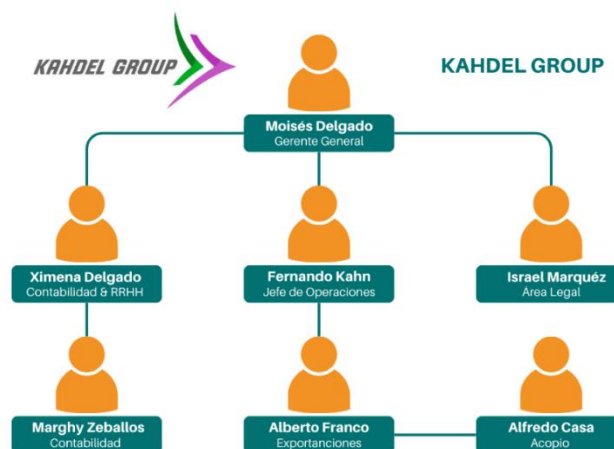 KAHDEL GROUP
KAHDEL GROUP
Moisés Delgado
Gerente General
Ximena Delgado
Contabilidad & RRHH
Fernando Kahn
Jefe de Operaciones
Israel Marquéz
Área Legal
Marghy Zeballos
Contabilidad
Alberto Franco
Exportanciones
Alfredo Casa
Acopio